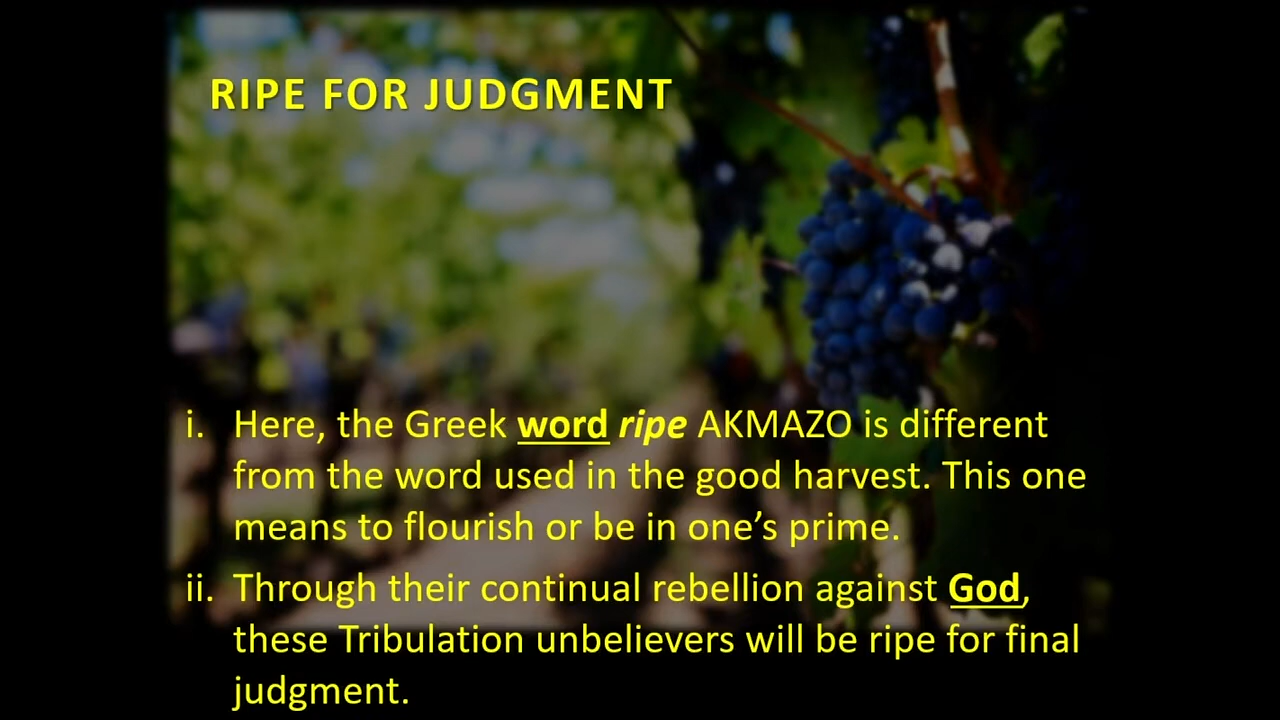 RIPE FOR JUDGMENT
i. Here, the Greek word ripe AKMAZO is different
from the word used in the good harvest. This one
means to flourish or be in one’s prime.
ii. Through their continual rebellion against God,
these Tribulation unbelievers will be ripe for final
judgment.